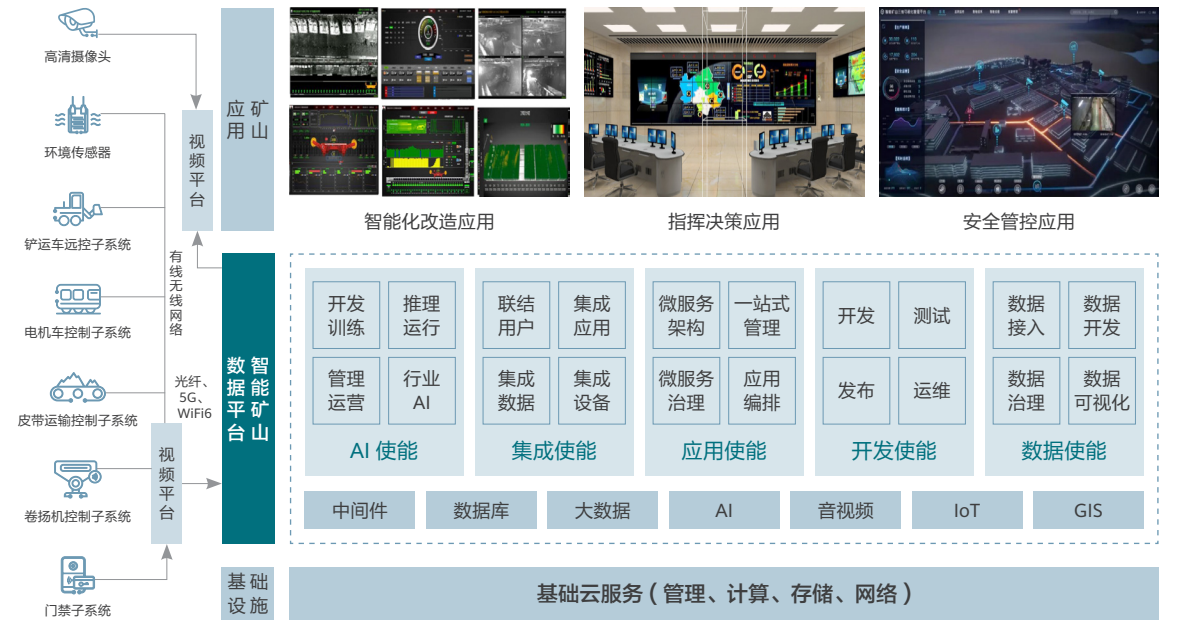 高清摄像头
环境传感器
铲运车远控子系统
电机车控制子系统
皮带运输控制子系统
卷扬机控制子系统
门禁子系统
有线无线网络
光纤、
5G、
WiFi6
视频平台
视频平台
矿山
应用
智能化改造应用
指挥决策应用
安全管控应用
智能矿山
数据平台
开发
训练
推理
运行
管理
运营
行业
AI
AI 使能
联结
用户
集成
应用
集成
数据
集成
设备
集成使能
微服务
架构
一站式
管理
微服务
治理
应用
编排
应用使能
开发
测试
发布
运维
开发使能
数据
接入
数据
开发
数据
治理
数据
可视化
数据使能
中间件
数据库
大数据
AI
音视频
IoT
GIS
基础
设施
基础云服务（管理、计算、存储、网络）